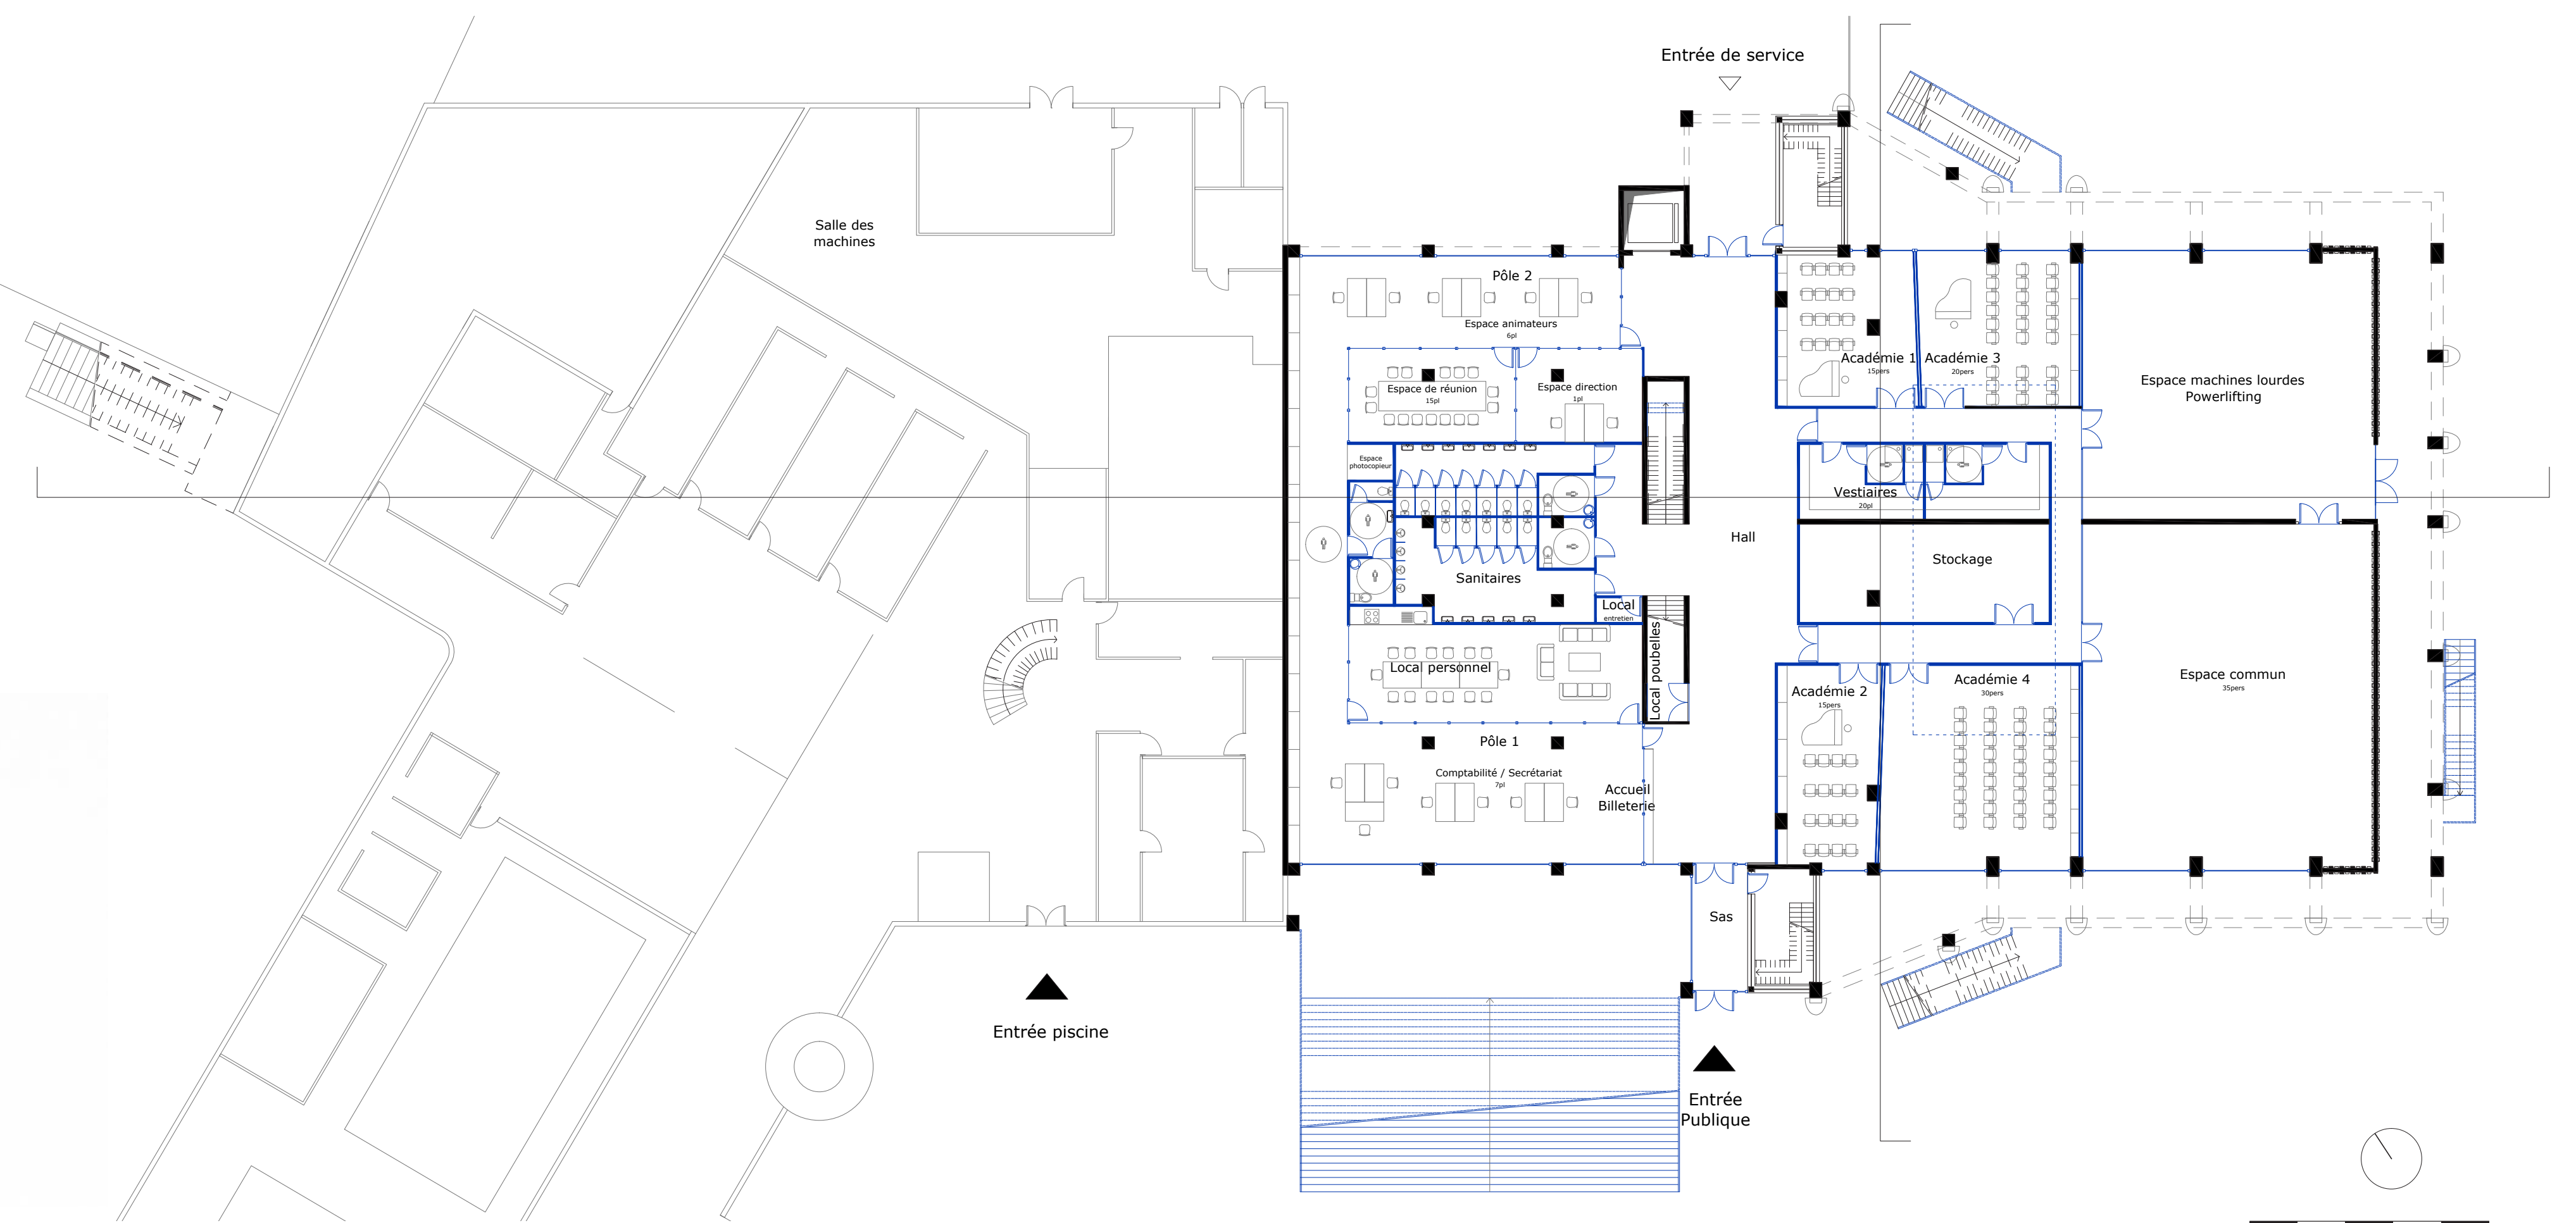 Entrée de service
Salle des
machines
Pôle 2
Espace animateurs
6pl
Espace de réunion
15pl
Espace direction
1pl
Académie 1
15pers
Académie 3
20pers
Espace machines lourdes
Powerlifting
Espace
photocopieur
Vestiaires
20pl
Hall
Stockage
Sanitaires
Local
entretien
Local poubelles
Local personnel
Académie 2
15pers
Académie 4
30pers
Espace commun
35pers
Pôle 1
Comptabilité / Secrétariat
7pl
Accueil
Billeterie
Sas
Entrée piscine
Entrée
Publique